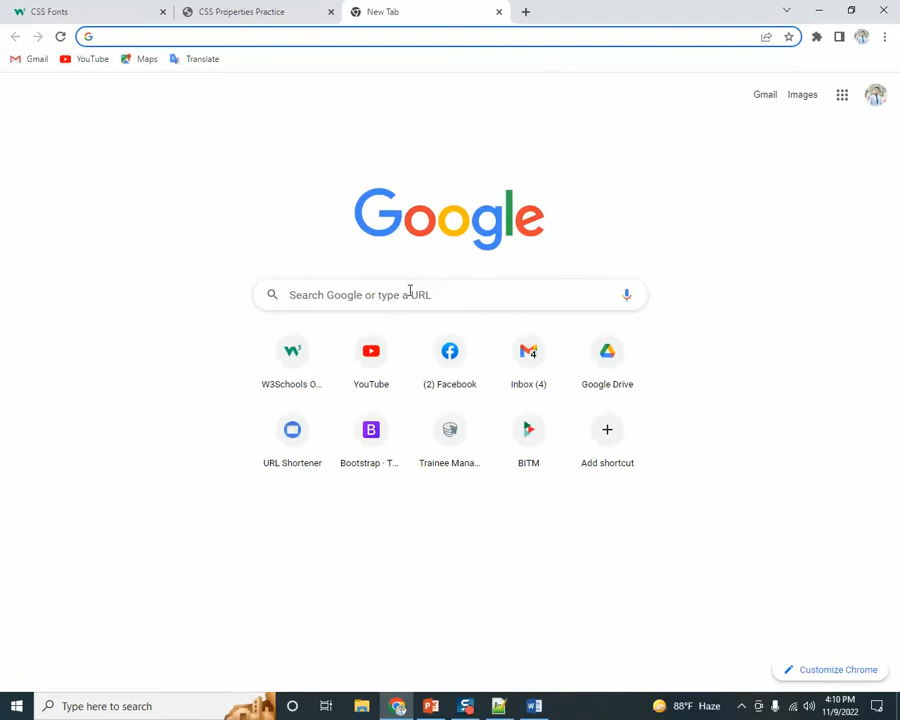 CSS Fonts
CSS Properties Practice
New Tab
Gmail
YouTube
Maps
Translate
Gmail
Images
Google
Search Google or type a URL
W3Schools O...
YouTube
(2) Facebook
4
Inbox (4)
Google Drive
B
URL Shortener
Bootstrap · T...
Trainee Mana...
BITM
Add shortcut
Customize Chrome
Type here to search
88°F Haze
4:10 PM
11/9/2022